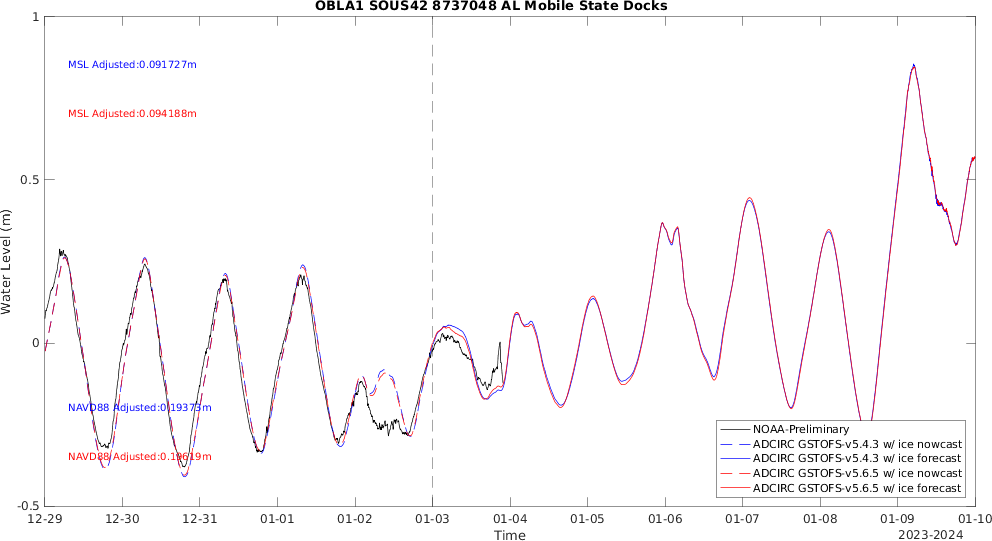 OBLA1 SOUS42 8737048 AL Mobile State Docks
Water Level (m)
1
0.5
0
-0.5
MSL Adjusted:0.091727m
MSL Adjusted:0.094188m
NAVD88 Adjusted:0.19373m
NAVD88 Adjusted:0.19619m
NOAA-Preliminary
ADCIRC GSTOFS-v5.4.3 w/ ice nowcast
ADCIRC GSTOFS-v5.4.3 w/ ice forecast
ADCIRC GSTOFS-v5.6.5 w/ ice nowcast
ADCIRC GSTOFS-v5.6.5 w/ ice forecast
12-29 12-30 12-31 01-01 01-02 01-03 01-04 01-05 01-06 01-07 01-08 01-09 01-10
Time
2023-2024